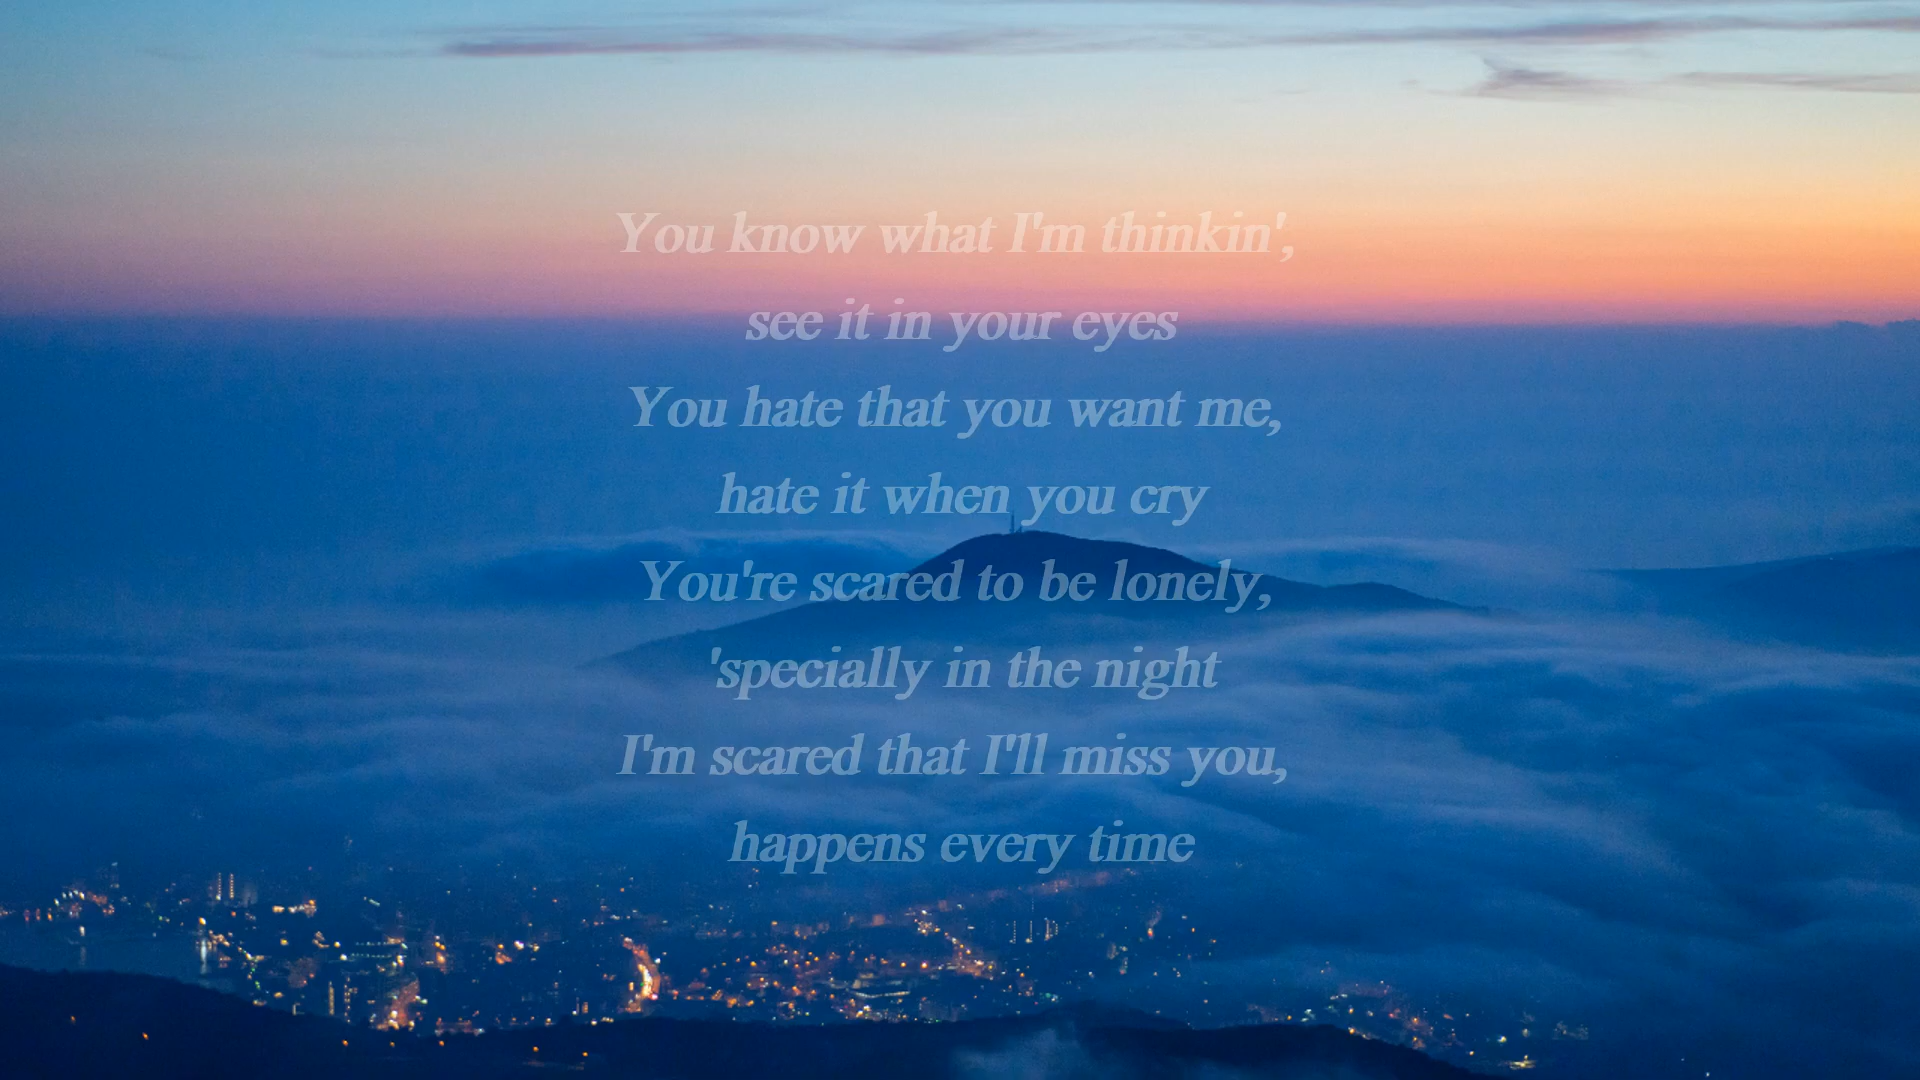 You know what I'm thinkin',
see it in your eyes
You hate that you want me,
hate it when you cry
You're scared to be lonely,
'specially in the night
I'm scared that I'll miss you,
happens every time